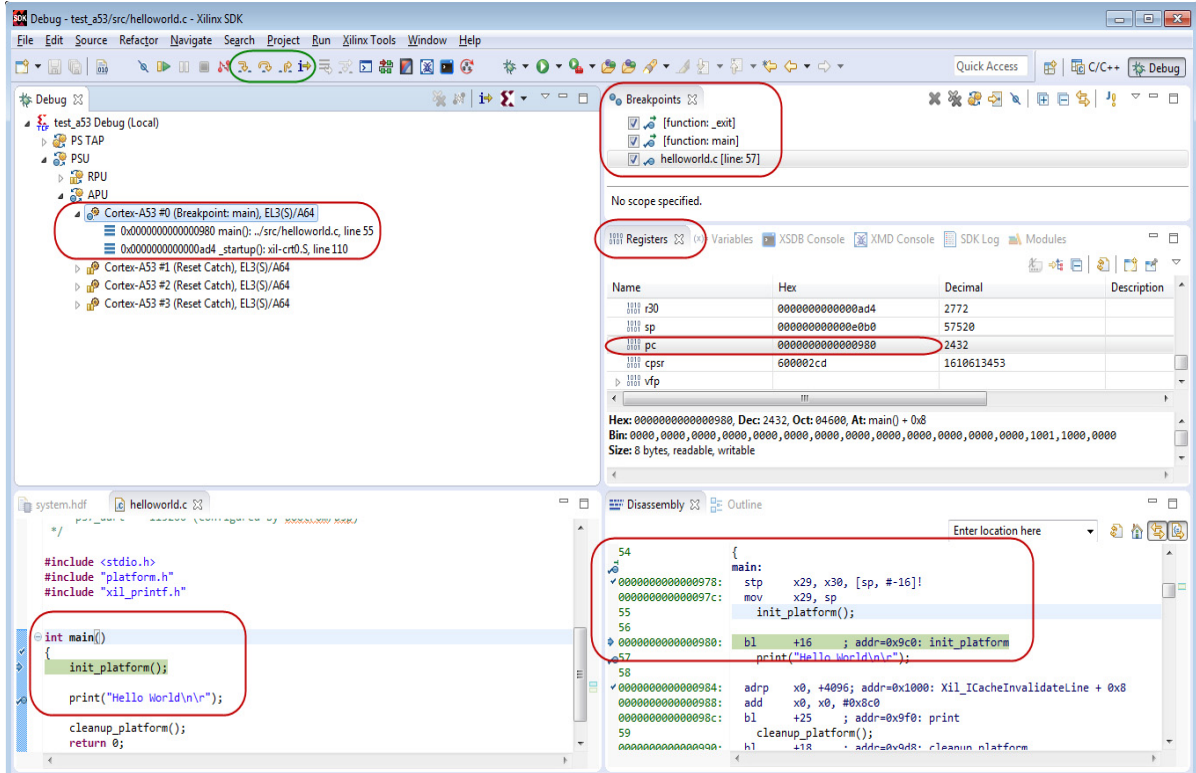 Debug - test_a53/src/helloworld.c - Xilinx SDK
File Edit Source Refactor Navigate Search Project Run Xilinx Tools Window Help
Quick Access C/C++ Debug
Debug
test_a53 Debug (Local)
PS TAP
PSU
RPU
APU
Cortex-A53 #0 (Breakpoint: main), EL3(S)/A64
0x0000000000000980 main(): ../src/helloworld.c, line 55
0x0000000000000ad4 _startup(): xil-crt0.S, line 110
Cortex-A53 #1 (Reset Catch), EL3(S)/A64
Cortex-A53 #2 (Reset Catch), EL3(S)/A64
Cortex-A53 #3 (Reset Catch), EL3(S)/A64
Breakpoints
[function: _exit]
[function: main]
helloworld.c [line: 57]
No scope specified.
Registers Variables XSDB Console XMD Console SDK Log Modules
Name Hex Decimal Description
r30 0000000000000ad4 2772
sp 000000000000e0b0 57520
pc 0000000000000980 2432
cpsr 600002cd 1610613453
vfp
Hex: 0000000000000980, Dec: 2432, Oct: 04600, At: main() + 0x8
Bin: 0000,0000,0000,0000,0000,0000,0000,0000,0000,0000,0000,0000,0000,1001,1000,0000
Size: 8 bytes, readable, writable
system.hdf helloworld.c
*/
#include <stdio.h>
#include "platform.h"
#include "xil_printf.h"
int main()
{
init_platform();
print("Hello World\n\r");
cleanup_platform();
return 0;
Disassembly Outline
Enter location here
54 {
main:
0000000000000978: stp x29, x30, [sp, #-16]!
000000000000097c: mov x29, sp
55 init_platform();
56
0000000000000980: bl +16 ; addr=0x9c0: init_platform
57 print("Hello World\n\r");
58
0000000000000984: adrp x0, +4096; addr=0x1000: Xil_ICacheInvalidateLine + 0x8
0000000000000988: add x0, x0, #0x8c0
000000000000098c: bl +25 ; addr=0x9f0: print
59 cleanup_platform();
0000000000000990: bl +18 ; addr=0x9d8: cleanup_platform